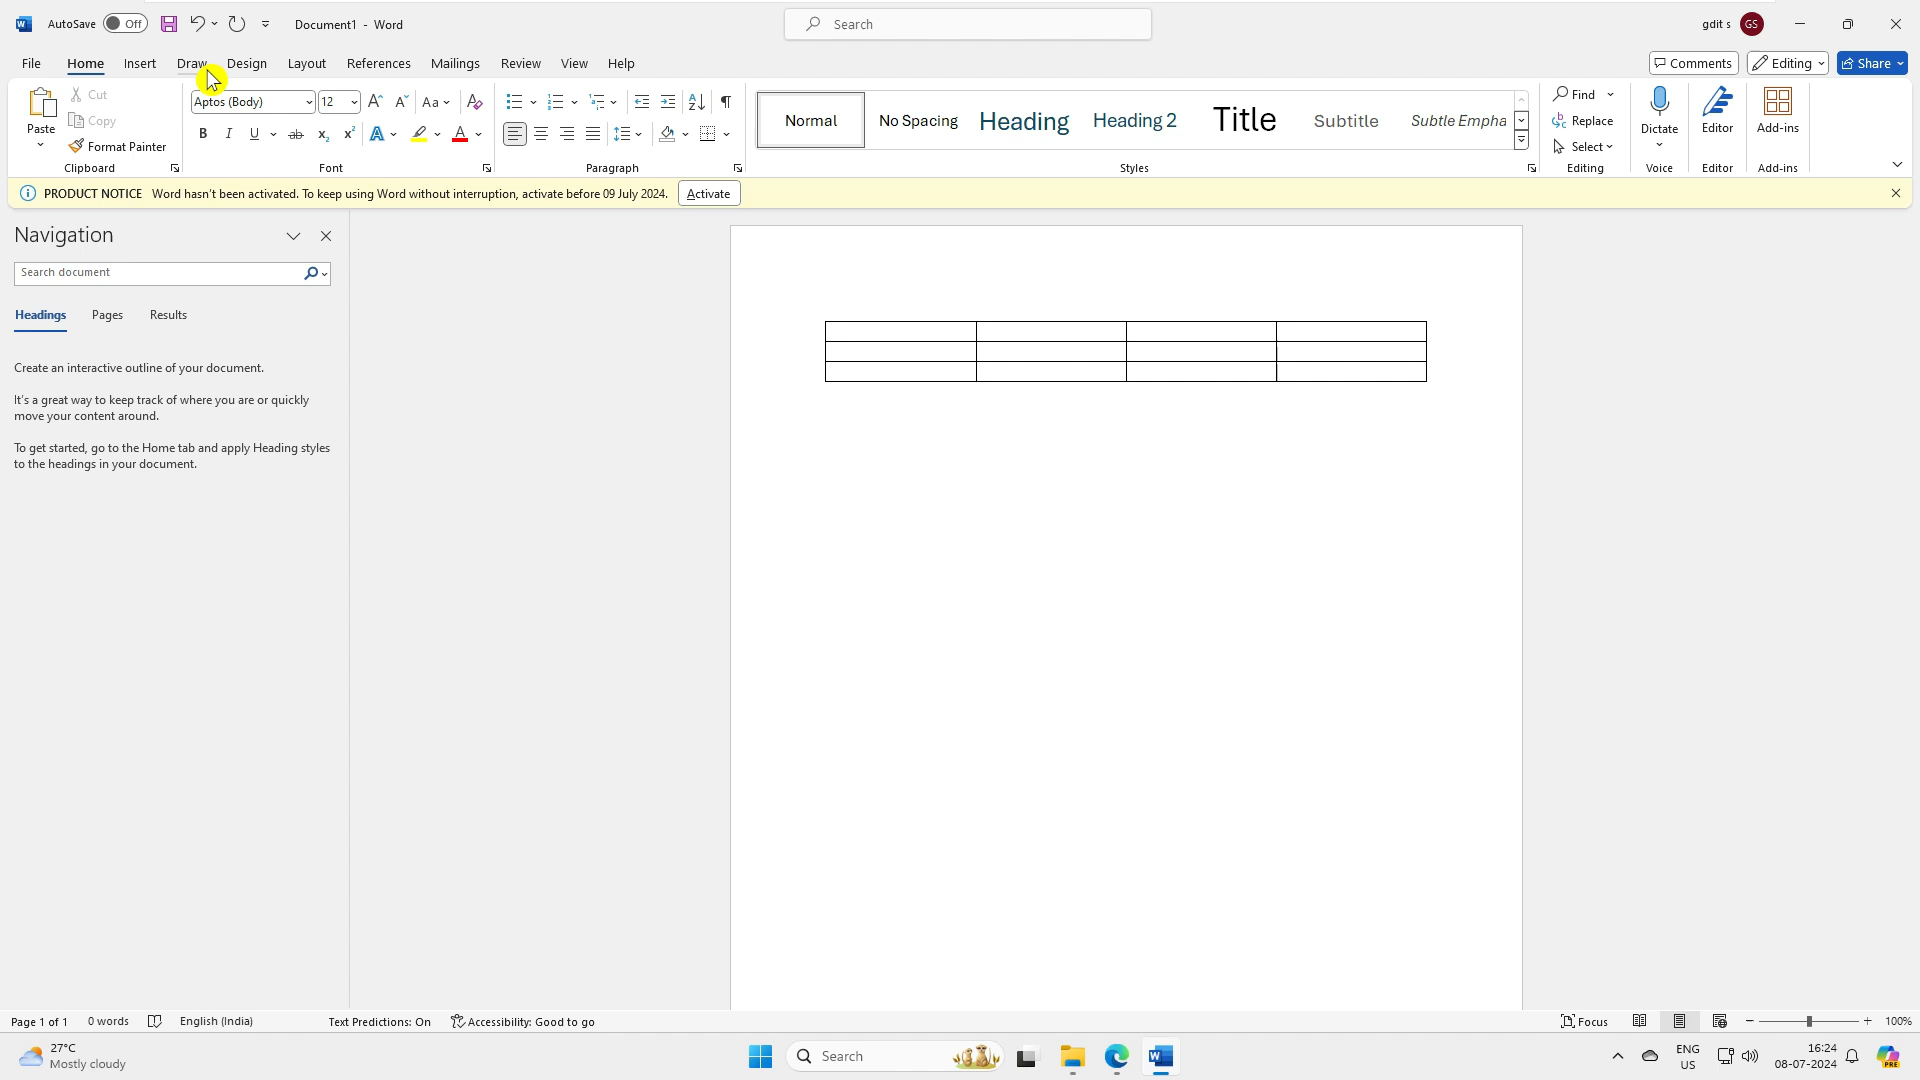 AutoSave Off Document1 - Word Search gdit s GS
File Home Insert Draw Design Layout References Mailings Review View Help Comments Editing Share
Paste Cut Copy Format Painter Clipboard
Aptos (Body) 12 Aa
B I U ab x₂ x² A A Font
Paragraph
Normal No Spacing Heading Heading 2 Title Subtitle Subtle Empha
Styles
Find
Replace
Select
Editing
Dictate
Voice
Editor
Editor
Add-ins
Add-ins
PRODUCT NOTICE Word hasn't been activated. To keep using Word without interruption, activate before 09 July 2024. Activate
Navigation
Search document
Headings Pages Results
Create an interactive outline of your document.
It's a great way to keep track of where you are or quickly
move your content around.
To get started, go to the Home tab and apply Heading styles
to the headings in your document.
Page 1 of 1 0 words English (India) Text Predictions: On Accessibility: Good to go Focus 100%
27°C
Mostly cloudy
Search
ENG
US
16:24
08-07-2024
PRE